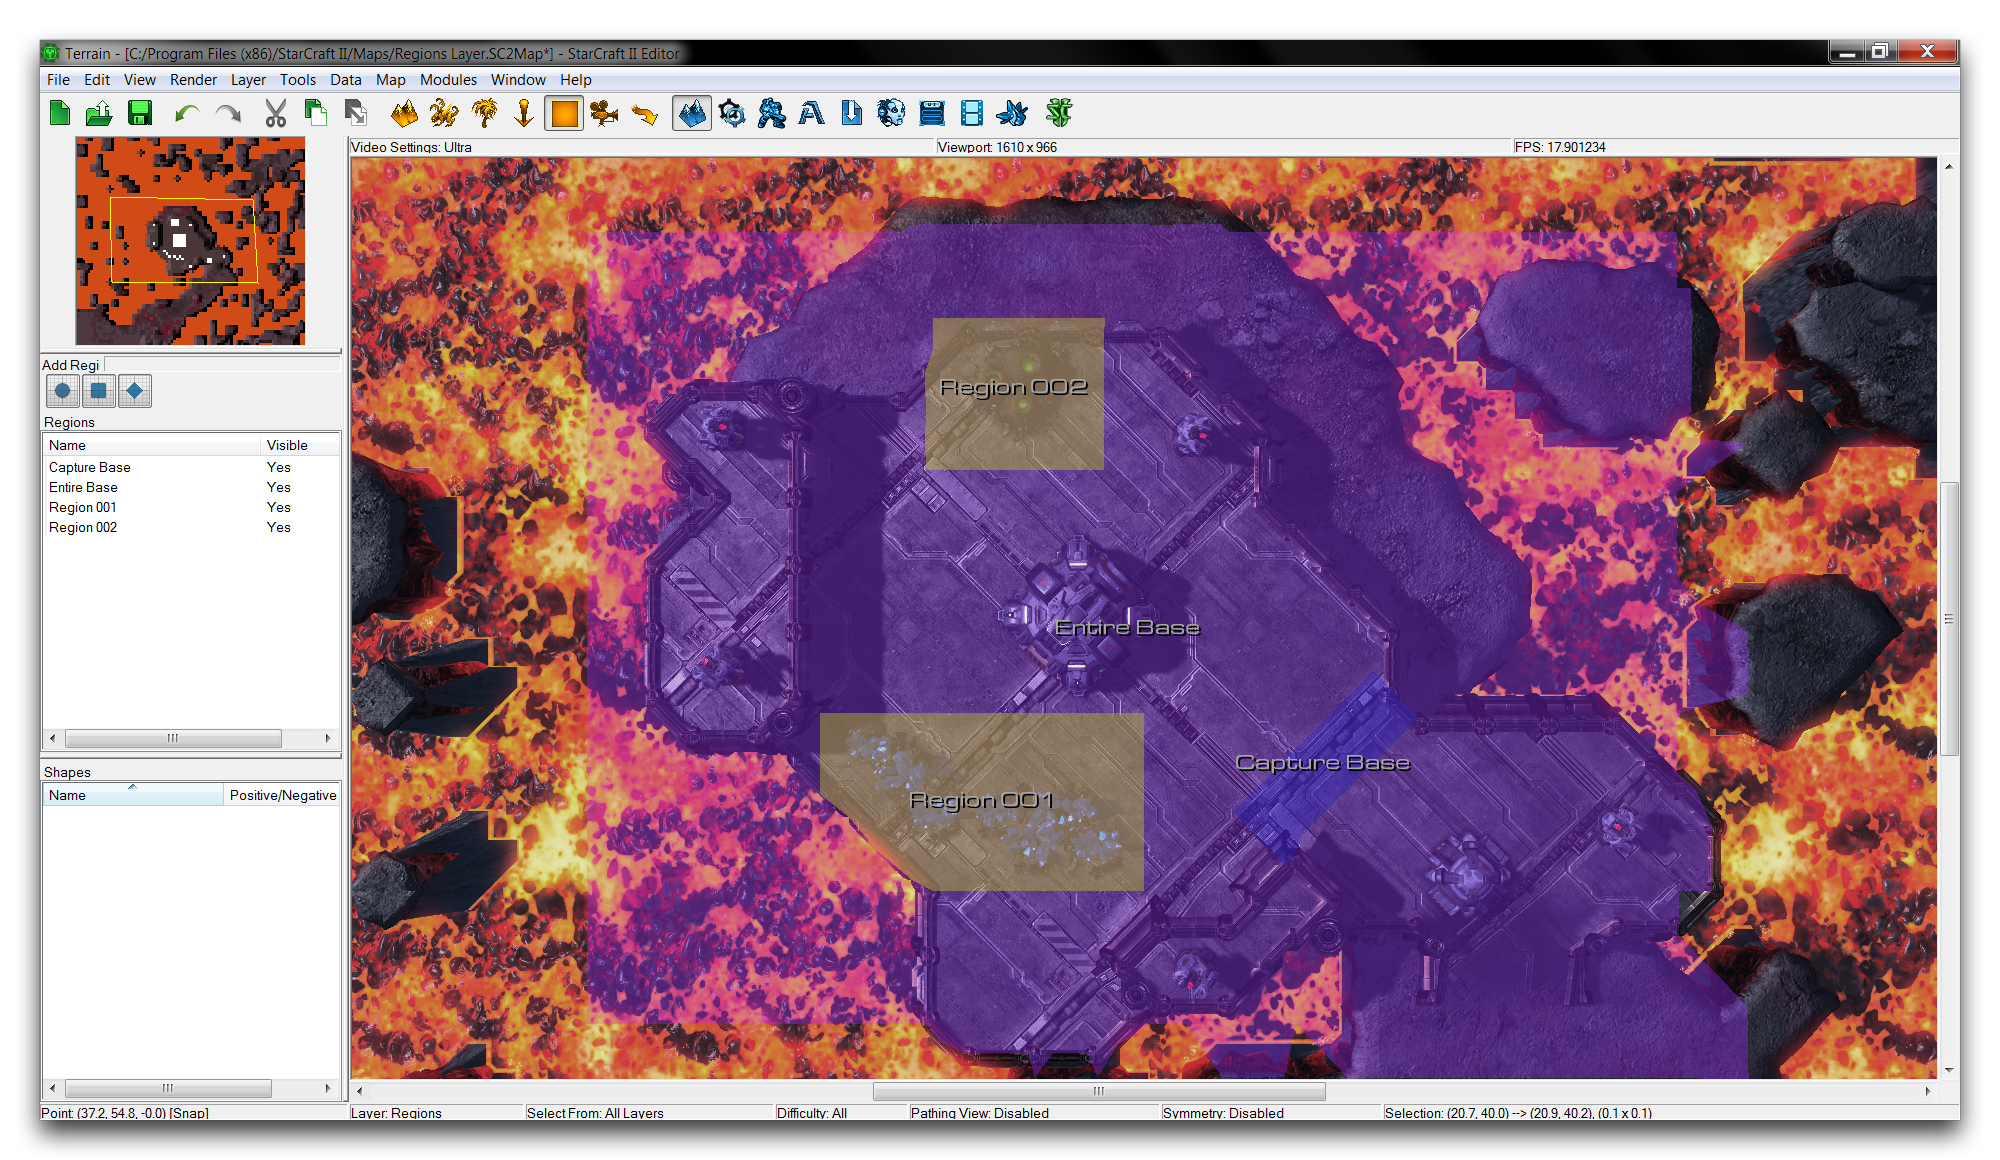 Terrain - [C:/Program Files (x86)/StarCraft II/Maps/Regions Layer.SC2Map*] - StarCraft II Editor
File Edit View Render Layer Tools Data Map Modules Window Help
Video Settings: Ultra Viewport: 1610 x 966 FPS: 17.901234
Add Regi
Regions
Name Visible
Capture Base Yes
Entire Base Yes
Region 001 Yes
Region 002 Yes
Shapes
Name Positive/Negative
Region 002
Entire Base
Capture Base
Region 001
Point: (37.2, 54.8, -0.0) [Snap] Layer: Regions Select From: All Layers Difficulty: All Pathing View: Disabled Symmetry: Disabled Selection: (20.7, 40.0) --> (20.9, 40.2), (0.1 x 0.1)